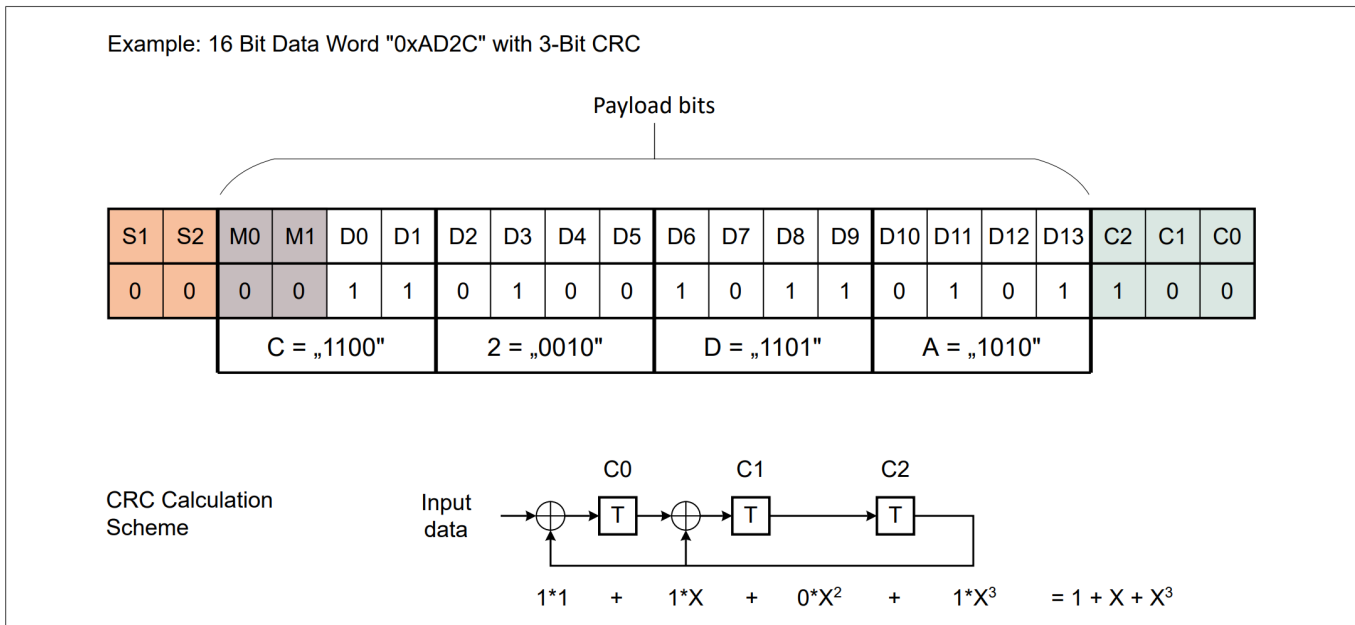 Example: 16 Bit Data Word "0xAD2C" with 3-Bit CRC
Payload bits
S1 S2 M0 M1 D0 D1 D2 D3 D4 D5 D6 D7 D8 D9 D10 D11 D12 D13 C2 C1 C0
0 0 0 0 1 1 0 1 0 0 1 0 1 1 0 1 0 1 1 0 0
C = „1100" 2 = „0010" D = „1101" A = „1010"
C0 C1 C2
CRC Calculation
Scheme
Input
data
T T T
1*1 + 1*X + 0*X² + 1*X³ = 1 + X + X³